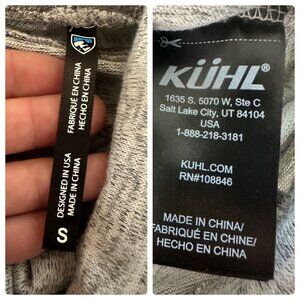 FABRIQUÉ EN CHINA
HECHO EN CHINA
DESIGNED IN USA
MADE IN CHINA
S
KÜHL®
1635 S. 5070 W, Ste C
Salt Lake City, UT 84104
USA
1-888-218-3181
KUHL.COM
RN#108846
MADE IN CHINA/
FABRIQUÉ EN CHINE/
HECHO EN CHINA